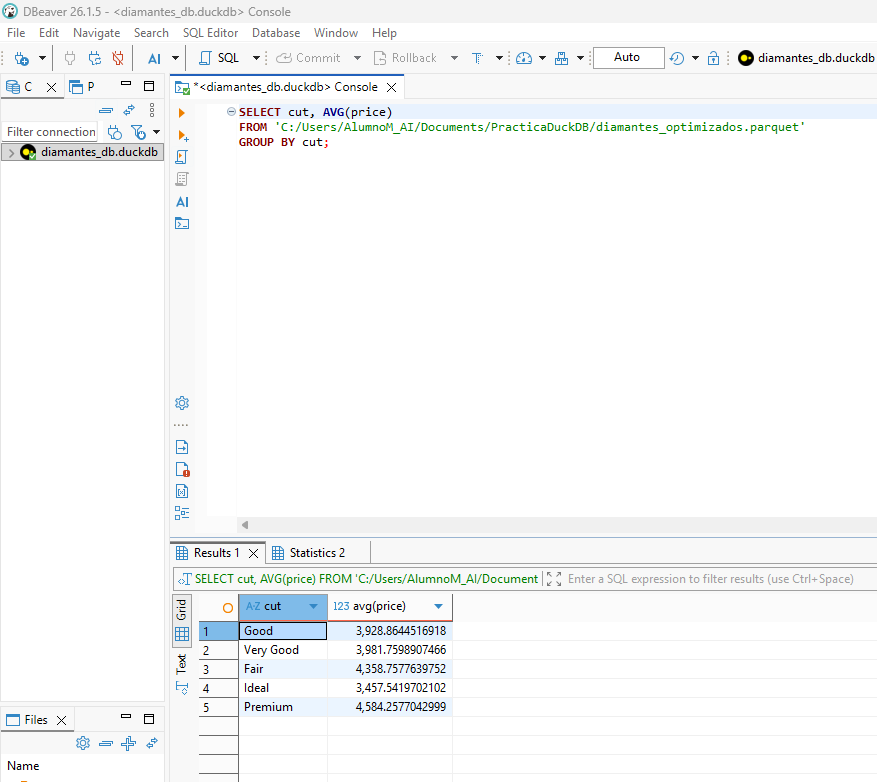 DBeaver 26.1.5 - <diamantes_db.duckdb> Console
File Edit Navigate Search SQL Editor Database Window Help
AI SQL Commit Rollback T Auto diamantes_db.duckdb
C P *<diamantes_db.duckdb> Console
Filter connection
diamantes_db.duckdb
AI
SELECT cut, AVG(price)
FROM 'C:/Users/AlumnoM_AI/Documents/PracticaDuckDB/diamantes_optimizados.parquet'
GROUP BY cut;
Results 1 Statistics 2
SELECT cut, AVG(price) FROM 'C:/Users/AlumnoM_AI/Document Enter a SQL expression to filter results (use Ctrl+Space)
Grid
Text
A-Z cut 123 avg(price)
1 Good 3,928.8644516918
2 Very Good 3,981.7598907466
3 Fair 4,358.7577639752
4 Ideal 3,457.5419702102
5 Premium 4,584.2577042999
Files
Name